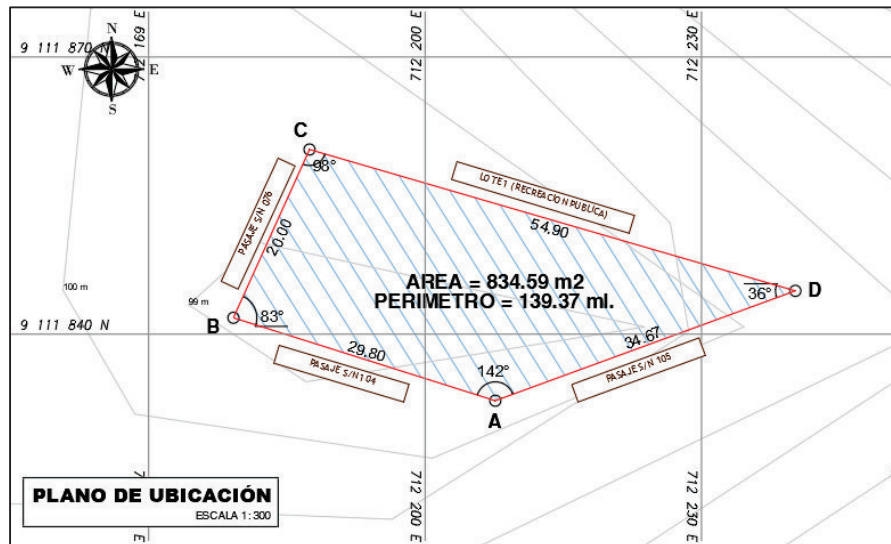 712 169 E
712 200 E
712 230 E
9 111 870 N
N
W
E
S
C
98°
LOTE 1 (RECREACIÓN PUBLICA)
PASAJE S/N 076
20.00
54.90
AREA = 834.59 m2
PERIMETRO = 139.37 ml.
36°
D
100 m
99 m
B
83°
9 111 840 N
29.80
34.67
PASAJE S/N 104
142°
PASAJE S/N 105
A
PLANO DE UBICACIÓN
ESCALA 1: 300
712 200 E
712 230 E